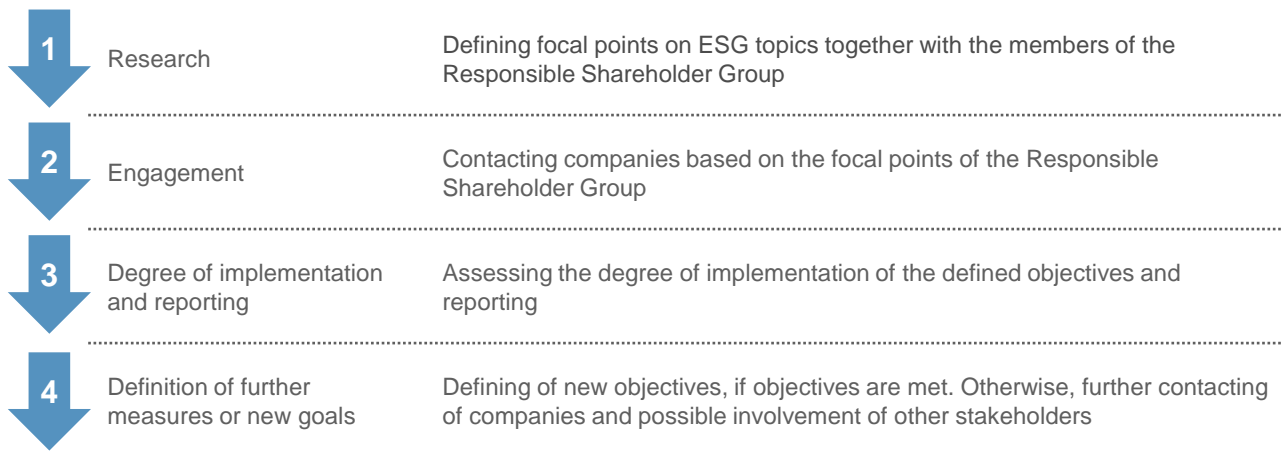 1
Research
Defining focal points on ESG topics together with the members of the
Responsible Shareholder Group
2
Engagement
Contacting companies based on the focal points of the Responsible
Shareholder Group
3
Degree of implementation
and reporting
Assessing the degree of implementation of the defined objectives and
reporting
4
Definition of further
measures or new goals
Defining of new objectives, if objectives are met. Otherwise, further contacting
of companies and possible involvement of other stakeholders